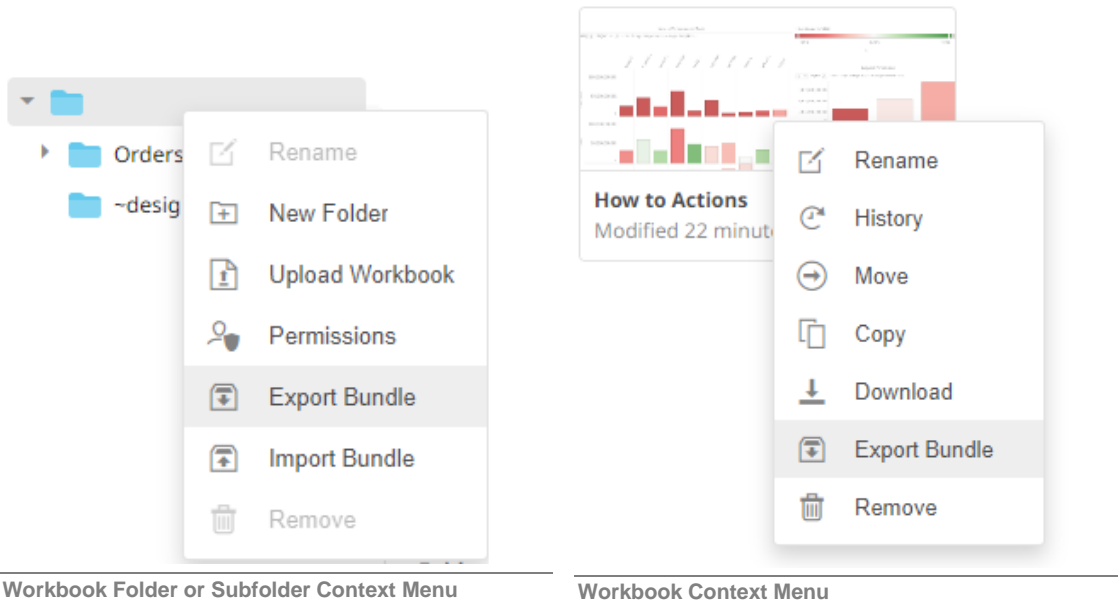 Orders
~desig
Rename
New Folder
Upload Workbook
Permissions
Export Bundle
Import Bundle
Remove
Workbook Folder or Subfolder Context Menu
How to Actions
Modified 22 minut
Rename
History
Move
Copy
Download
Export Bundle
Remove
Workbook Context Menu